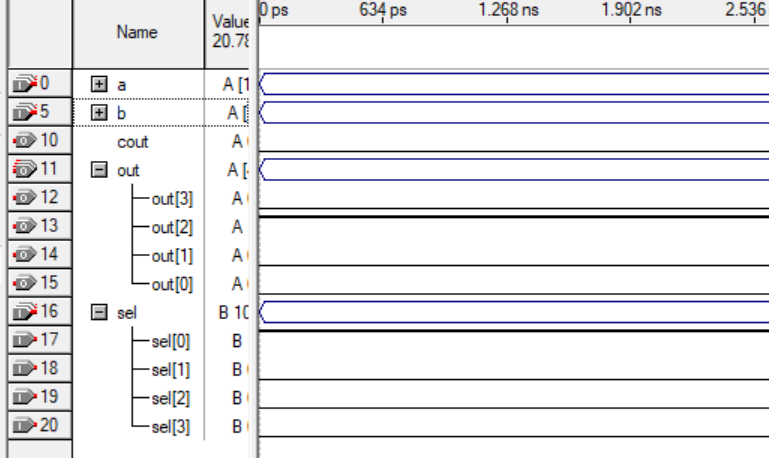 Name
Value
20.78
0 ps
634 ps
1.268 ns
1.902 ns
2.536
0 a A [1
5 b A [
10 cout A
11 out A [
12 out[3] A
13 out[2] A
14 out[1] A
15 out[0] A
16 sel B 10
17 sel[0] B
18 sel[1] B
19 sel[2] B
20 sel[3] B